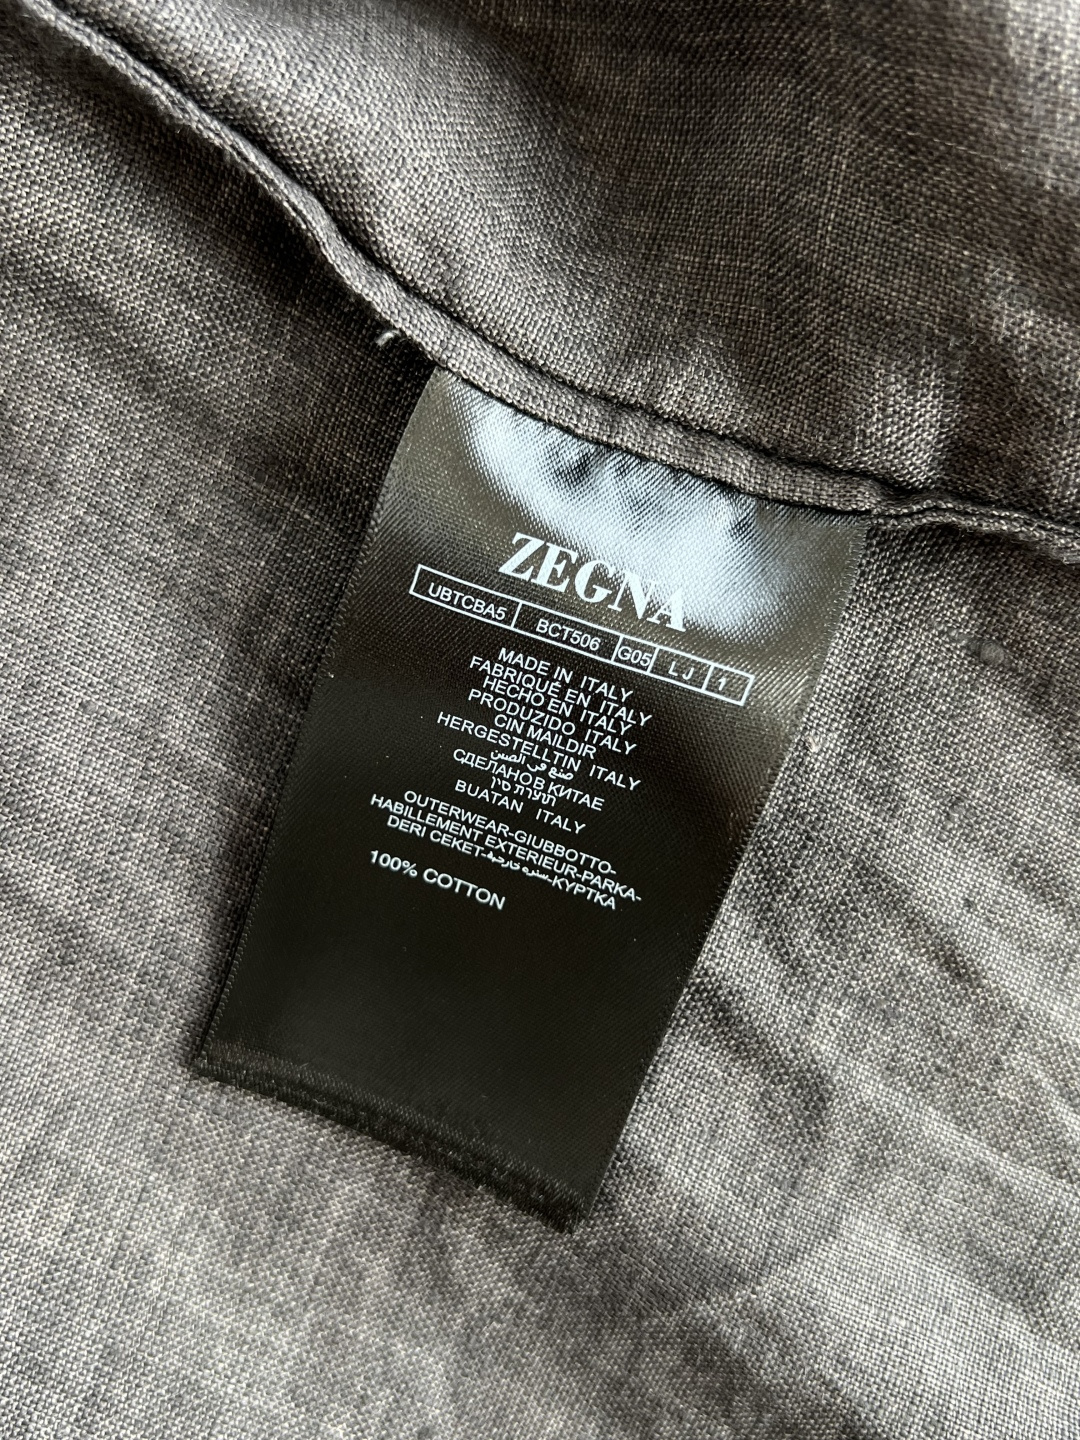 ZEGNA
UBTCBA5 BCT506 G05 LJ 1
MADE IN ITALY
FABRIQUÉ EN ITALY
HECHO EN ITALY
PRODUZIDO ITALY
CIN MAILDIR
HERGESTELLTIN ITALY
صنع في الصين
СДЕЛАНОВ КИТАЕ
תוצרת סין
BUATAN ITALY
OUTERWEAR-GIUBBOTTO-
HABILLEMENT EXTERIEUR-PARKA-
DERI CEKET-سترة خارجية-КУРТКА
100% COTTON